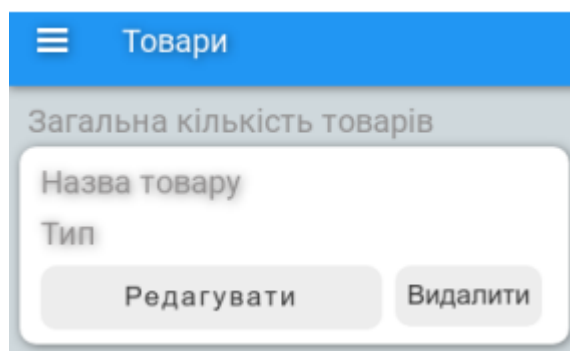 Товари
Загальна кількість товарів
Назва товару
Тип
Редагувати Видалити